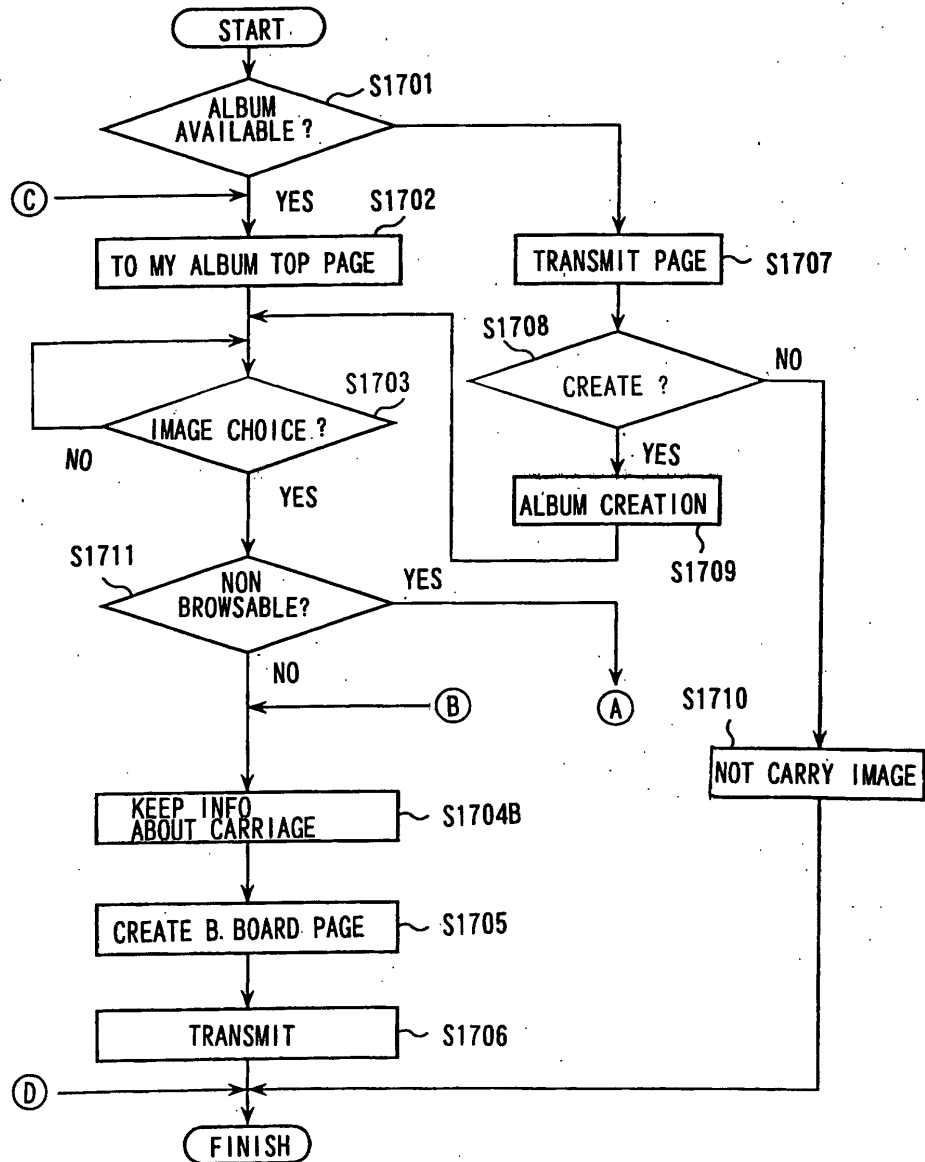 START
S1701
ALBUM
AVAILABLE ?
C
YES
S1702
TO MY ALBUM TOP PAGE
TRANSMIT PAGE
S1707
S1708
CREATE ?
NO
S1703
IMAGE CHOICE ?
NO
YES
YES
ALBUM CREATION
S1709
S1711
NON
BROWSABLE?
YES
NO
B
A
S1710
NOT CARRY IMAGE
KEEP INFO
ABOUT CARRIAGE
S1704B
CREATE B. BOARD PAGE
S1705
TRANSMIT
S1706
D
FINISH